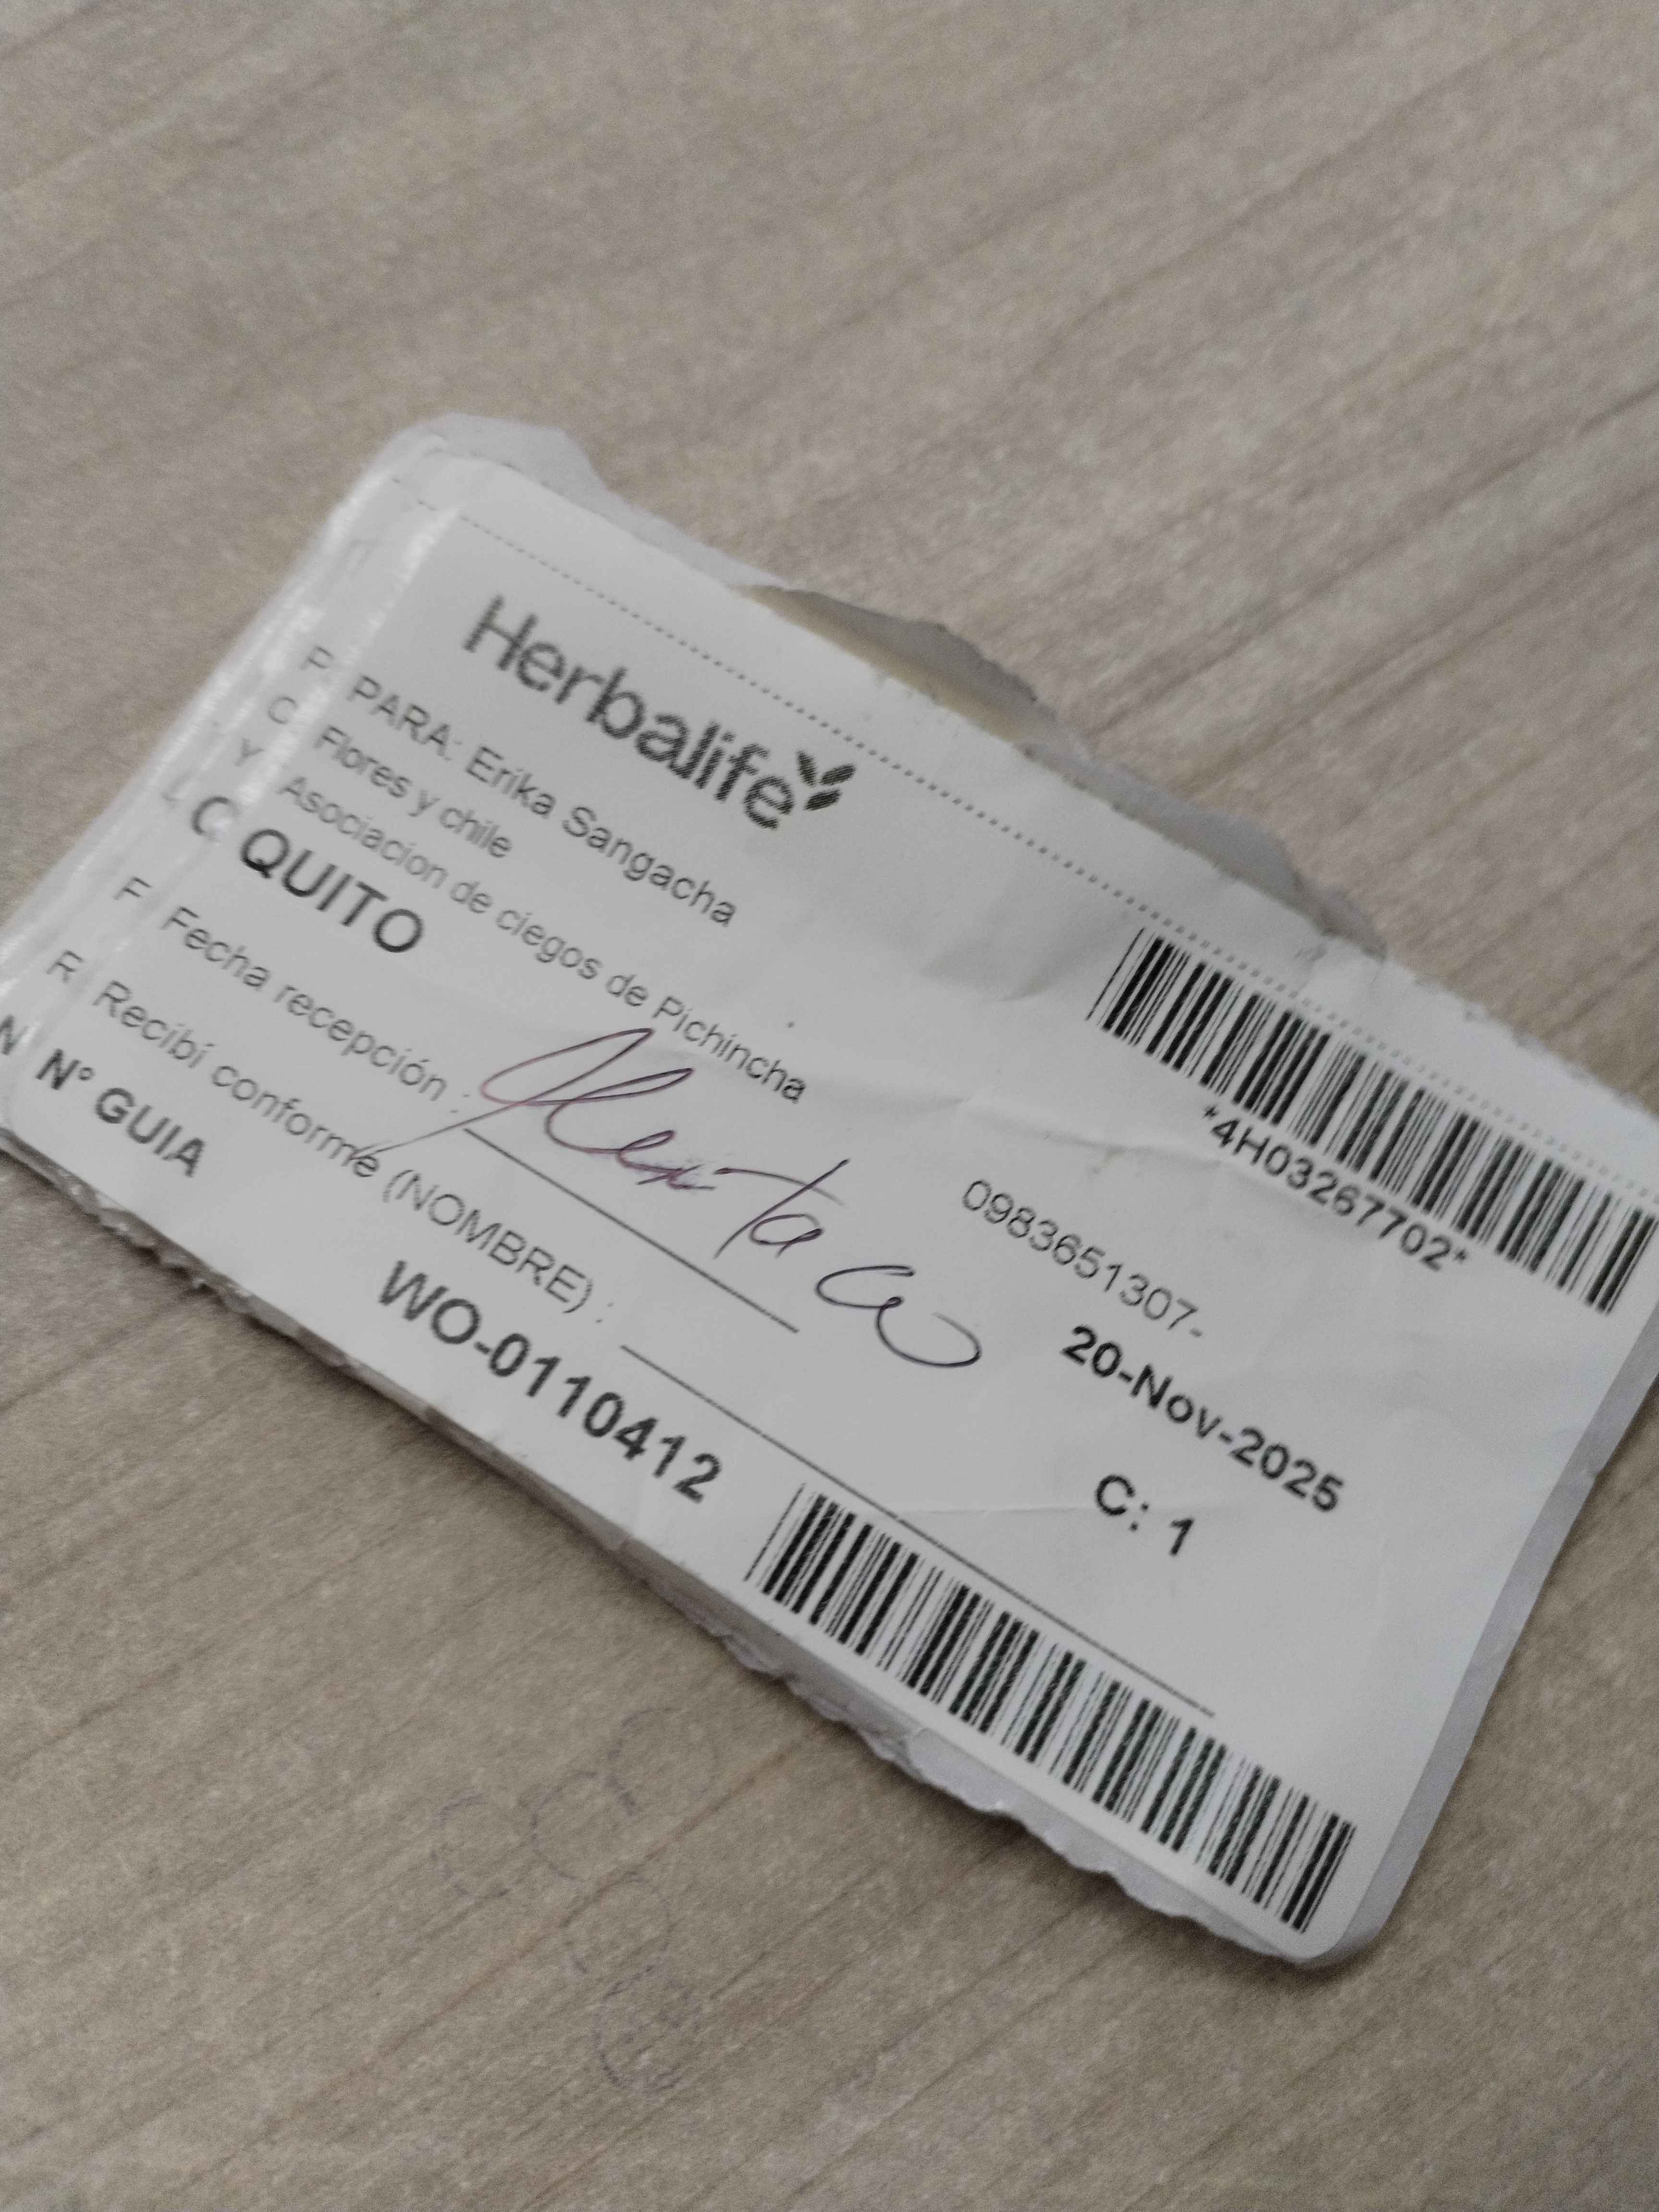 Herbalife
*4H03267702*
PARA: Erika Sangacha
Flores y chile
Asociacion de ciegos de Pichincha
0983651307-
QUITO
20-Nov-2025
Fecha recepción :
C: 1
Recibí conforme (NOMBRE) :
Nº GUIA
WO-0110412
P
C
Y
C
F
R
N